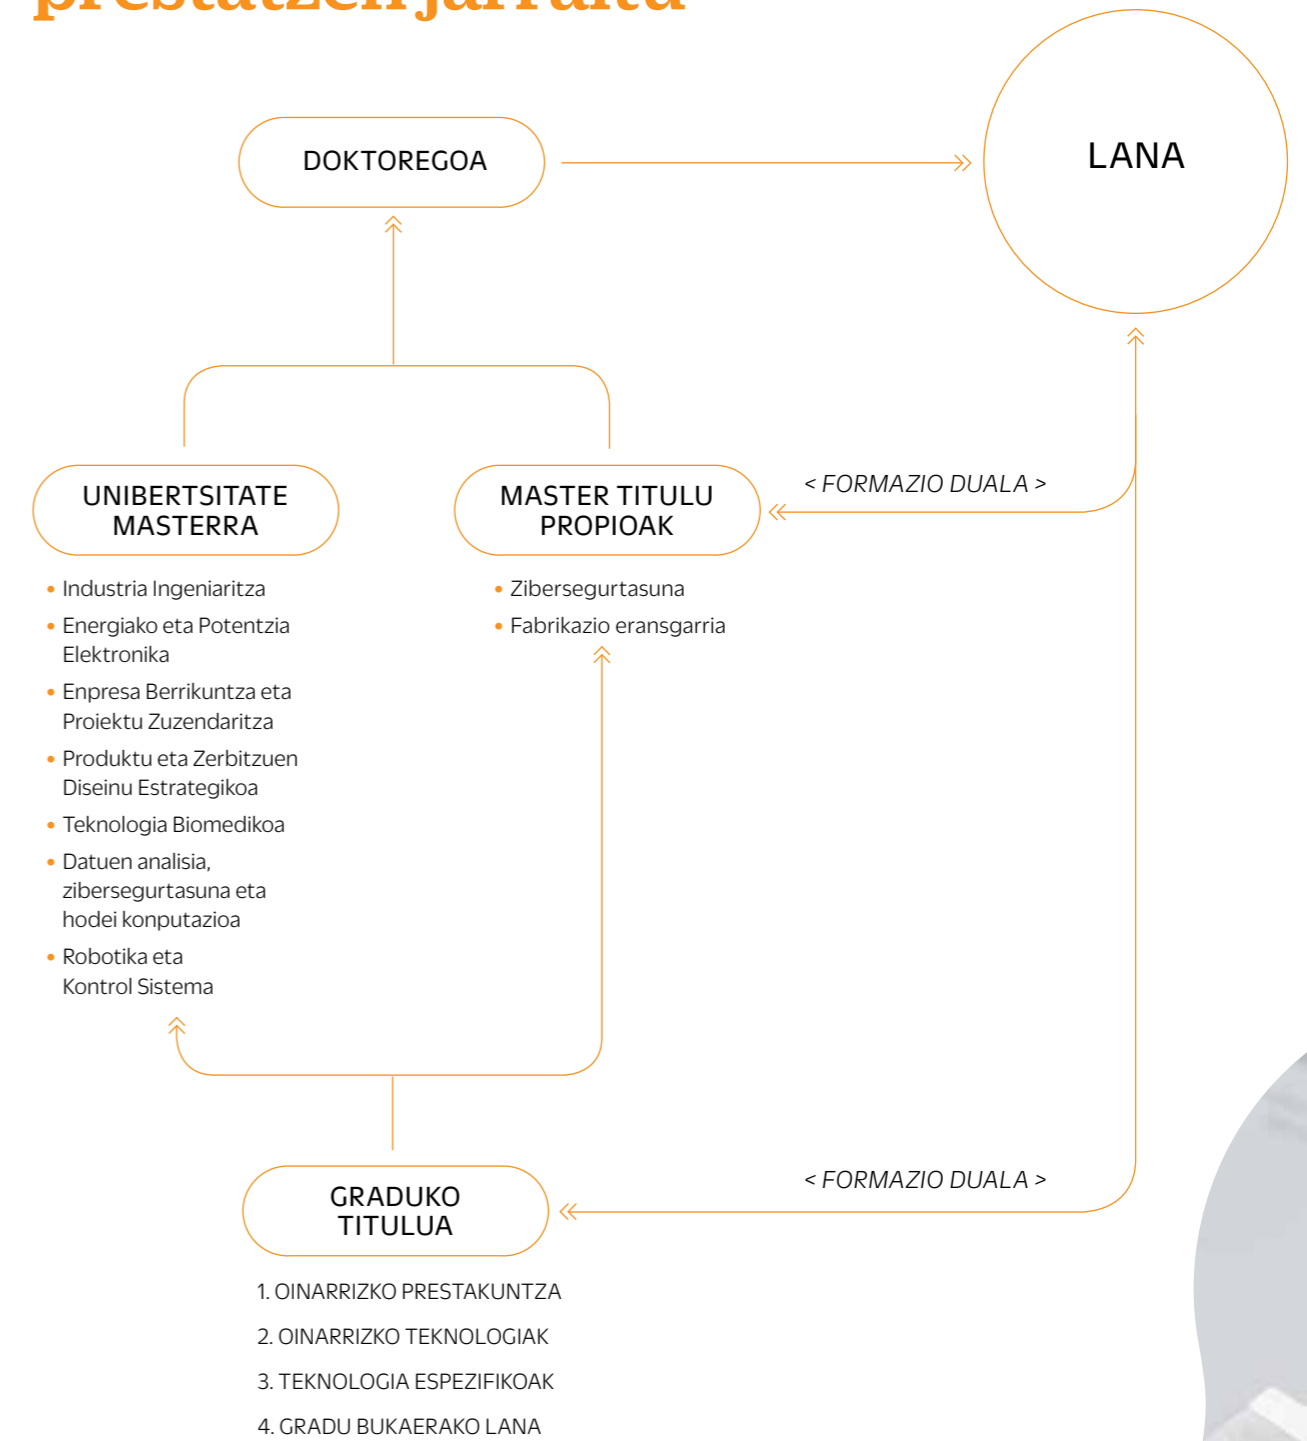 prestatzen jarraitu
DOKTOREGOA
LANA
UNIBERTSITATE
MASTERRA
• Industria Ingeniaritza
• Energiako eta Potentzia
Elektronika
• Enpresa Berrikuntza eta
Proiektu Zuzendaritza
• Produktu eta Zerbitzuen
Diseinu Estrategikoa
• Teknologia Biomedikoa
• Datuen analisia,
zibersegurtasuna eta
hodei konputazioa
• Robotika eta
Kontrol Sistema
MASTER TITULU
PROPIOAK
• Zibersegurtasuna
• Fabrikazio eransgarria
< FORMAZIO DUALA >
GRADUKO
TITULUA
< FORMAZIO DUALA >
1. OINARRIZKO PRESTAKUNTZA
2. OINARRIZKO TEKNOLOGIAK
3. TEKNOLOGIA ESPEZIFIKOAK
4. GRADU BUKAERAKO LANA